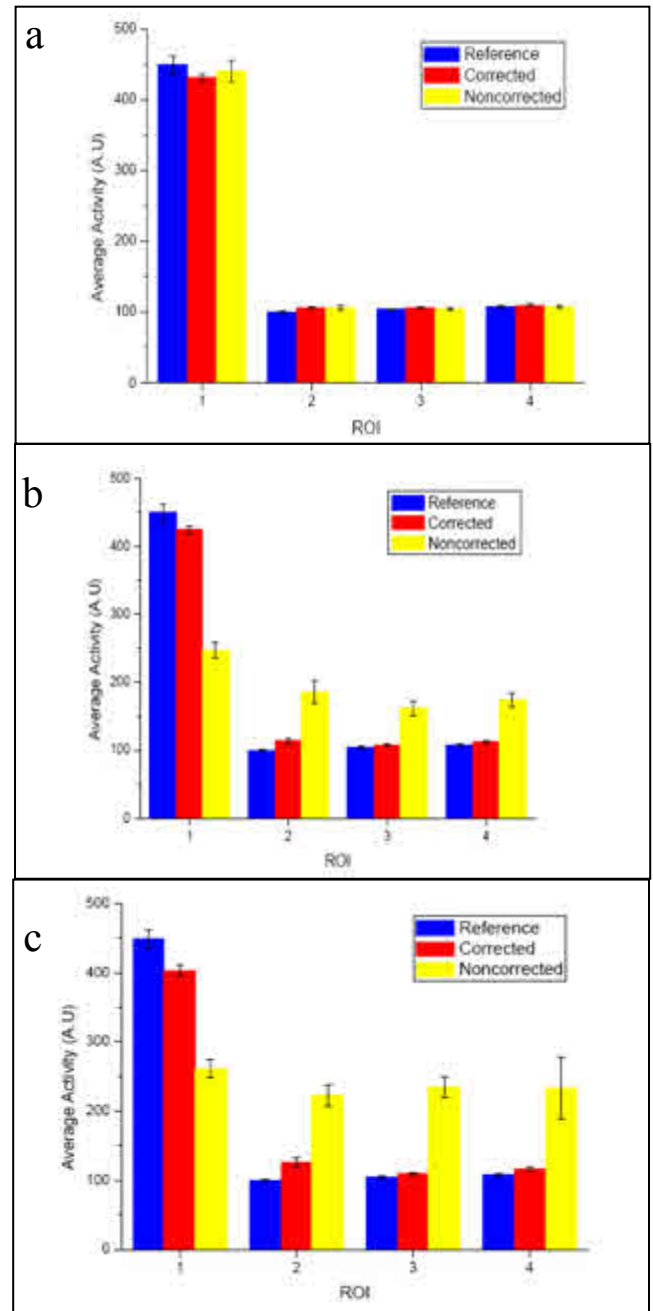 a
500
400
300
200
100
0
Average Activity (A.U)
Reference
Corrected
Noncorrected
1 2 3 4
ROI
b
500
400
300
200
100
0
Average Activity (A.U)
Reference
Corrected
Noncorrected
1 2 3 4
ROI
c
500
400
300
200
100
0
Average Activity (A.U)
Reference
Corrected
Noncorrected
1 2 3 4
ROI